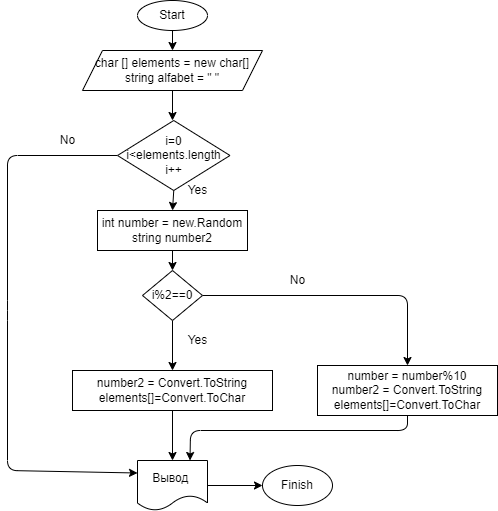 Start
char [] elements = new char[]
string alfabet = " "
i=0
i<elements.length
i++
No
Yes
int number = new.Random
string number2
i%2==0
No
Yes
number2 = Convert.ToString
elements[]=Convert.ToChar
number = number%10
number2 = Convert.ToString
elements[]=Convert.ToChar
Вывод
Finish